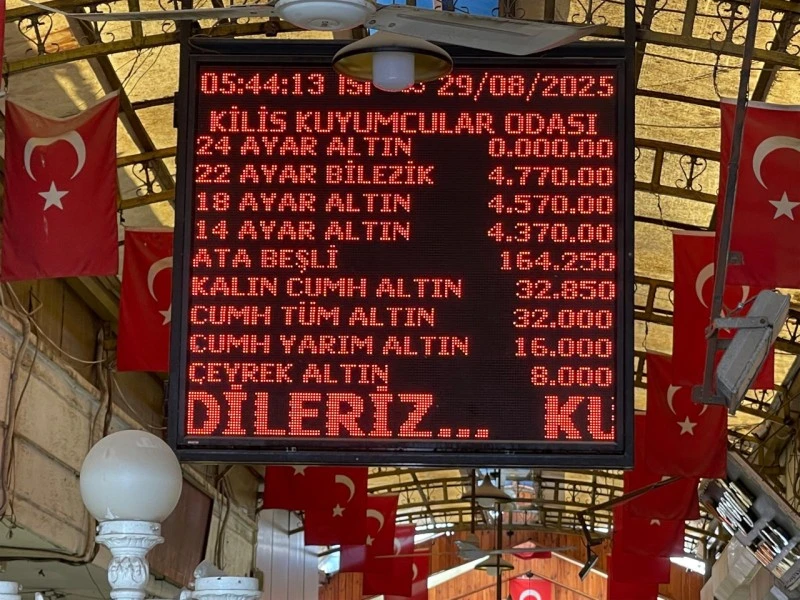 05:44:13 29/08/2025
KİLİS KUYUMCULAR ODASI
24 AYAR ALTIN 0.000.00
22 AYAR BİLEZİK 4.770.00
18 AYAR ALTIN 4.570.00
14 AYAR ALTIN 4.370.00
ATA BEŞLİ 164.250
KALIN CUMH ALTIN 32.850
CUMH TÜM ALTIN 32.000
CUMH YARIM ALTIN 16.000
ÇEYREK ALTIN 8.000
DİLERİZ... KU